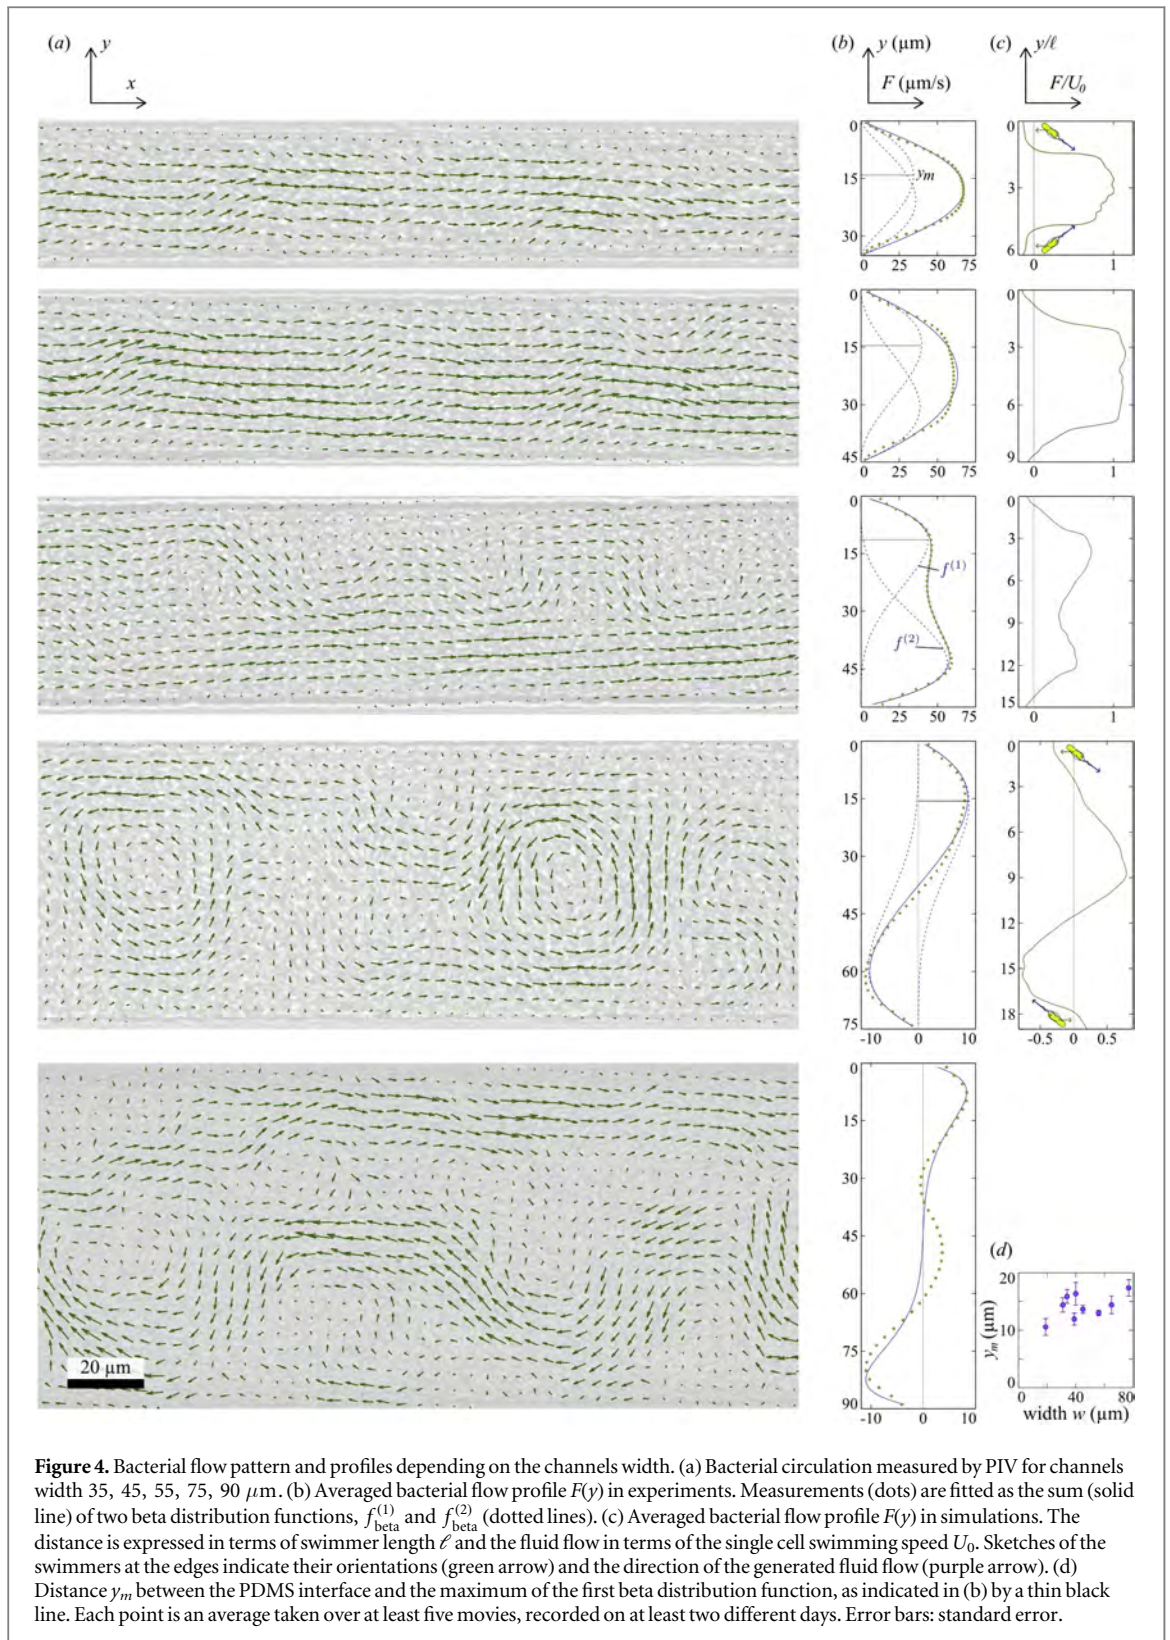 (a) y
x
(b) y (μm)
F (μm/s)
(c) y/ℓ
F/U₀
0
15
30
0 25 50 75
yₘ
0
3
6
0 1
0
15
30
45
0 25 50 75
0
3
6
9
0 1
0
15
30
45
0 25 50 75
f⁽¹⁾
f⁽²⁾
0
3
6
9
12
15
0 1
0
15
30
45
60
75
-10 0 10
0
3
6
9
12
15
18
-0.5 0 0.5
0
15
30
45
60
75
90
-10 0 10
20 μm
(d)
20
10
0
yₘ (μm)
0 40 80
width w (μm)
Figure 4. Bacterial flow pattern and profiles depending on the channels width. (a) Bacterial circulation measured by PIV for channels
width 35, 45, 55, 75, 90 μm. (b) Averaged bacterial flow profile F(y) in experiments. Measurements (dots) are fitted as the sum (solid
line) of two beta distribution functions, f⁽¹⁾beta and f⁽²⁾beta (dotted lines). (c) Averaged bacterial flow profile F(y) in simulations. The
distance is expressed in terms of swimmer length ℓ and the fluid flow in terms of the single cell swimming speed U₀. Sketches of the
swimmers at the edges indicate their orientations (green arrow) and the direction of the generated fluid flow (purple arrow). (d)
Distance yₘ between the PDMS interface and the maximum of the first beta distribution function, as indicated in (b) by a thin black
line. Each point is an average taken over at least five movies, recorded on at least two different days. Error bars: standard error.